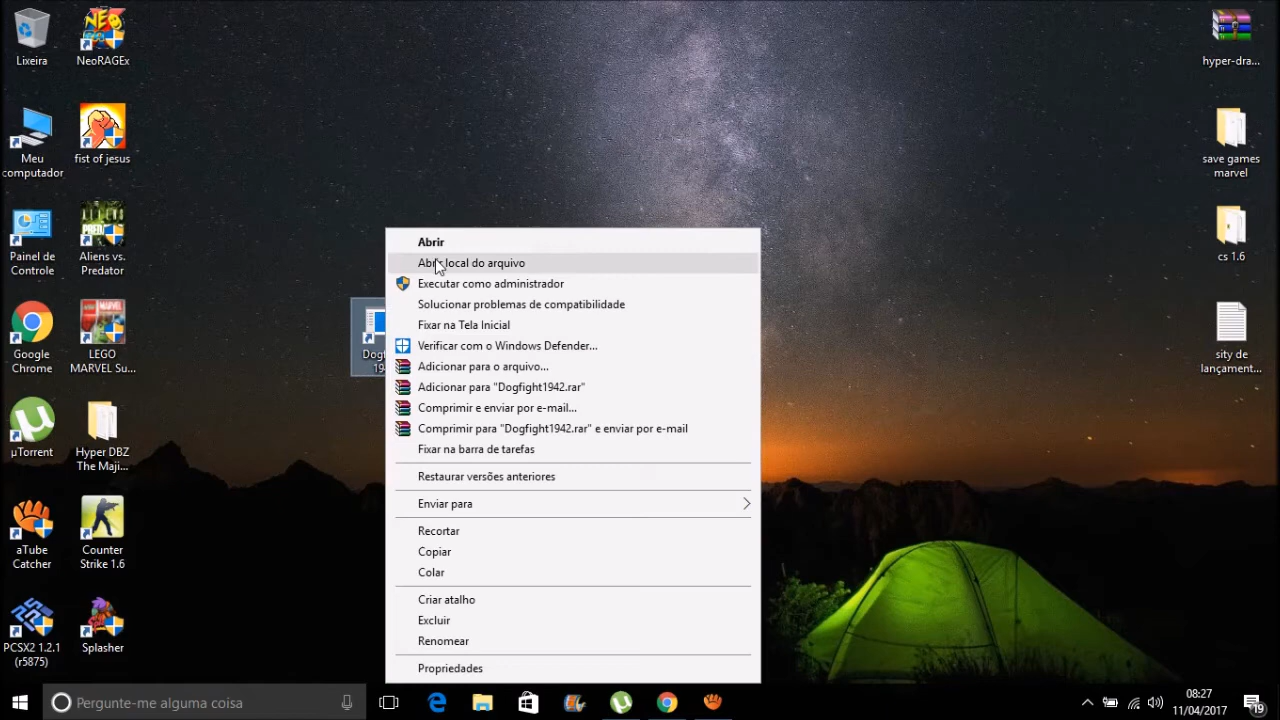 Lixeira
NeoRAGEx
Meu
computador
fist of jesus
Painel de
Controle
Aliens vs.
Predator
Google
Chrome
LEGO
MARVEL Su...
µTorrent
Hyper DBZ
The Maji...
aTube
Catcher
Counter
Strike 1.6
PCSX2 1.2.1
(r5875)
Splasher
Abrir
Abrir local do arquivo
Executar como administrador
Solucionar problemas de compatibilidade
Fixar na Tela Inicial
Verificar com o Windows Defender...
Adicionar para o arquivo...
Adicionar para "Dogfight1942.rar"
Comprimir e enviar por e-mail...
Comprimir para "Dogfight1942.rar" e enviar por e-mail
Fixar na barra de tarefas
Restaurar versões anteriores
Enviar para
Recortar
Copiar
Colar
Criar atalho
Excluir
Renomear
Propriedades
hyper-dra...
save games
marvel
cs 1.6
sity de
lançament...
Pergunte-me alguma coisa
08:27
11/04/2017
19